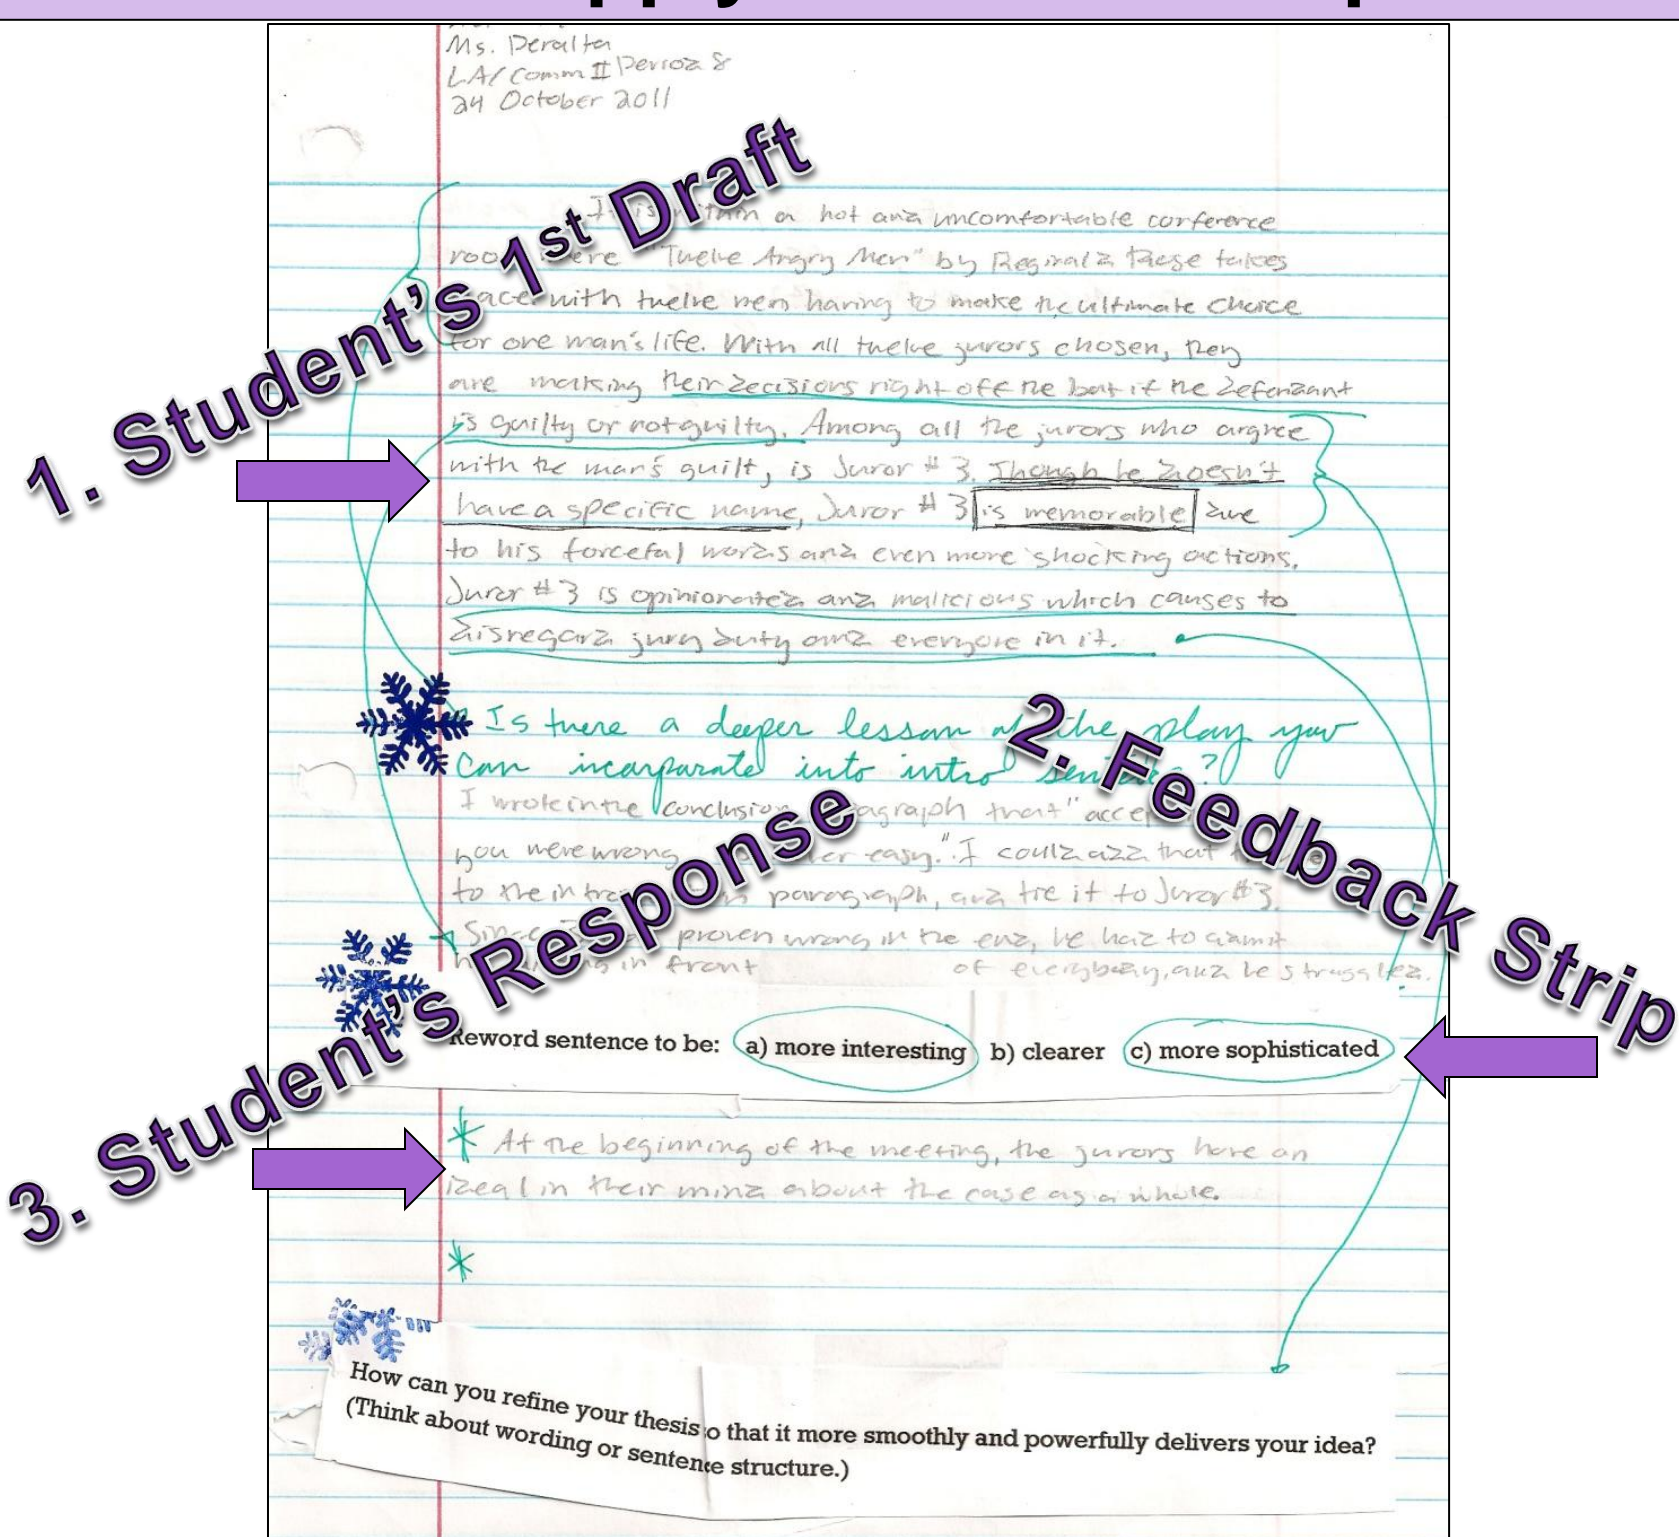 Ms. Peralta
LA/Comm II Period 8
24 October 2011
1. Student's 1st Draft
It is within a hot and uncomfortable conference
"Twelve Angry Men" by Reginald Rose takes
with twelve men having to make the ultimate choice
for one man's life. With all twelve jurors chosen, they
are making their decisions right off the bat if the defendant
is guilty or not guilty. Among all the jurors who argree
with the man's guilt, is Juror #3. Though he doesn't
have a specific name, Juror #3 is memorable due
to his forceful words and even more shocking actions.
Juror #3 is opinionated and malicious which causes to
disregard jury duty and everyone in it.
2. Feedback Strip
Is there a deeper lesson of the play you
can incorporate into intro sentence?
I wrote in the conclusion paragraph that "
you were wrong easy." I could add that
to the paragraph, and tie it to Juror #3.
Since proven wrong in the end, he had to admit
in front of everybody, and he struggled.
Reword sentence to be: a) more interesting b) clearer c) more sophisticated
3. Student's Response
* At the beginning of the meeting, the jurors have an
ideal in their mind about the case as a whole.
*
How can you refine your thesis so that it more smoothly and powerfully delivers your idea?
(Think about wording or sentence structure.)